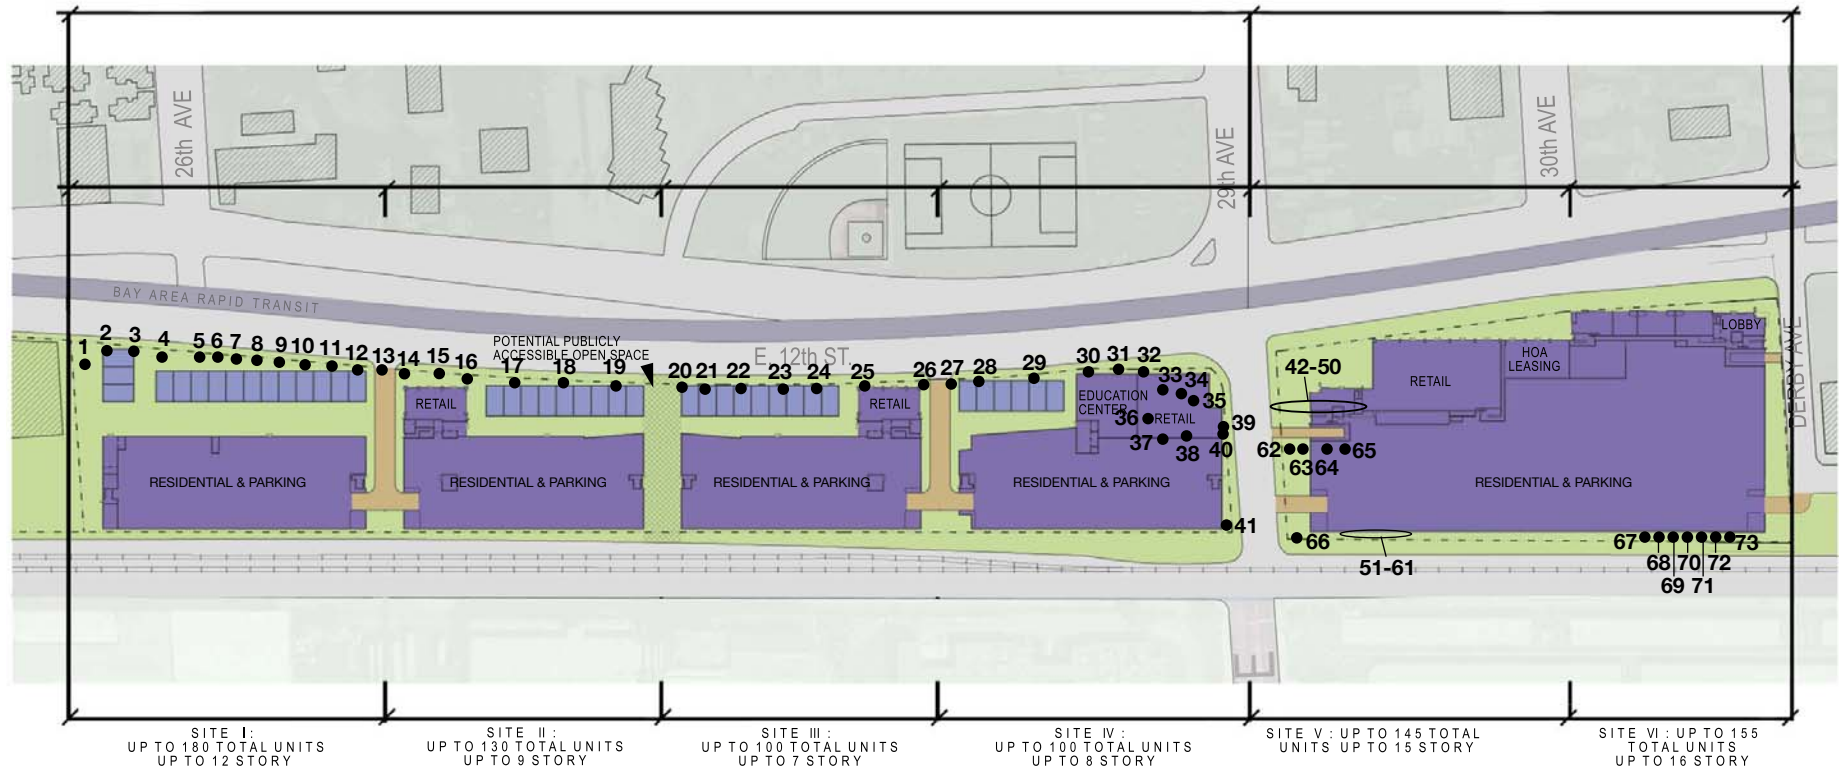 26th AVE
29th AVE
30th AVE
BAY AREA RAPID TRANSIT
E. 12th ST.
DERBY AVE
POTENTIAL PUBLICLY
ACCESSIBLE OPEN SPACE
1
2
3
4
5
6
7
8
9
10
11
12
13
14
15
16
17
18
19
20
21
22
23
24
25
26
27
28
29
30
31
32
33
34
35
36
37
38
39
40
41
42-50
51-61
62
63
64
65
66
67
68
69
70
71
72
73
RETAIL
RETAIL
EDUCATION
CENTER
RETAIL
RETAIL
HOA
LEASING
LOBBY
RESIDENTIAL & PARKING
RESIDENTIAL & PARKING
RESIDENTIAL & PARKING
RESIDENTIAL & PARKING
RESIDENTIAL & PARKING
SITE I:
UP TO 180 TOTAL UNITS
UP TO 12 STORY
SITE II :
UP TO 130 TOTAL UNITS
UP TO 9 STORY
SITE III :
UP TO 100 TOTAL UNITS
UP TO 7 STORY
SITE IV :
UP TO 100 TOTAL UNITS
UP TO 8 STORY
SITE V : UP TO 145 TOTAL
UNITS UP TO 15 STORY
SITE VI : UP TO 155
TOTAL UNITS
UP TO 16 STORY